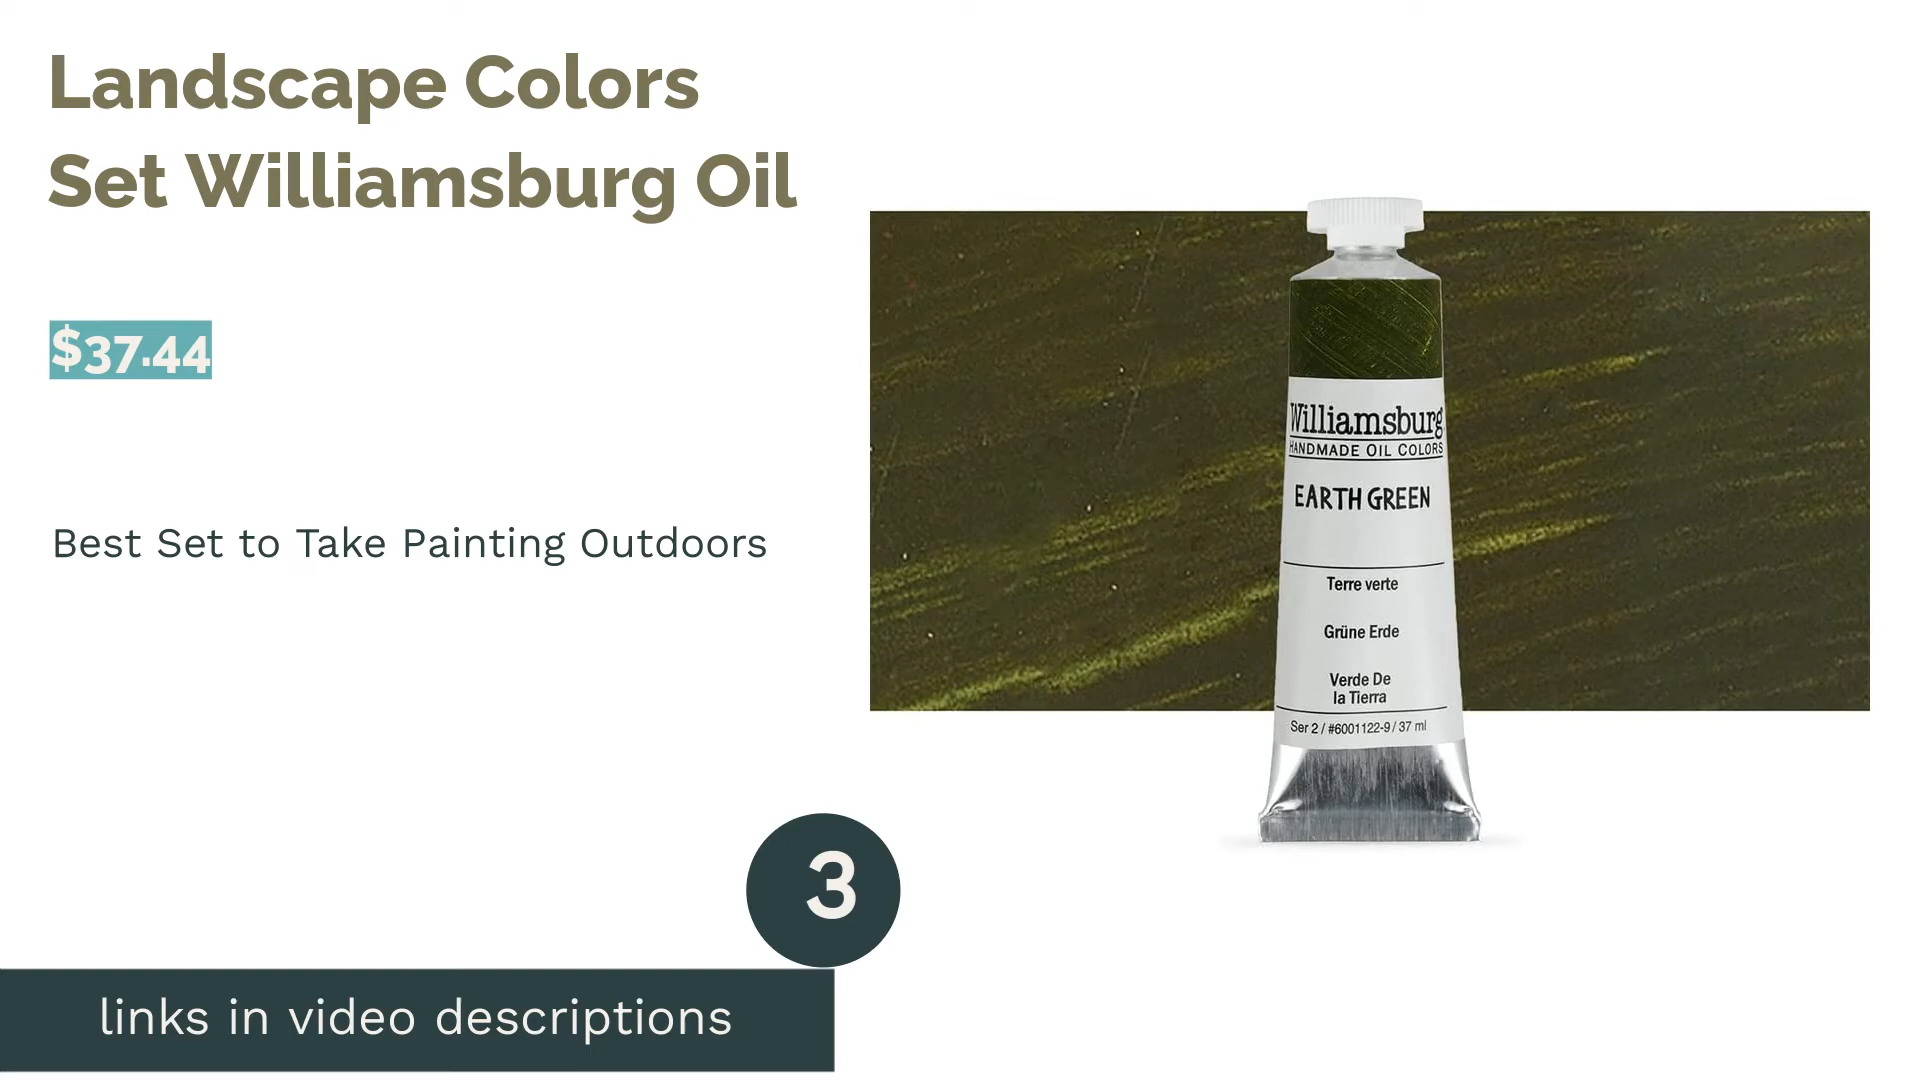 Landscape Colors
Set Williamsburg Oil
$37.44
Best Set to Take Painting Outdoors
Williamsburg
HANDMADE OIL COLORS
EARTH GREEN
Terre verte
Grüne Erde
Verde De
la Tierra
Ser 2 / #6001122-9 / 37 ml
3
links in video descriptions